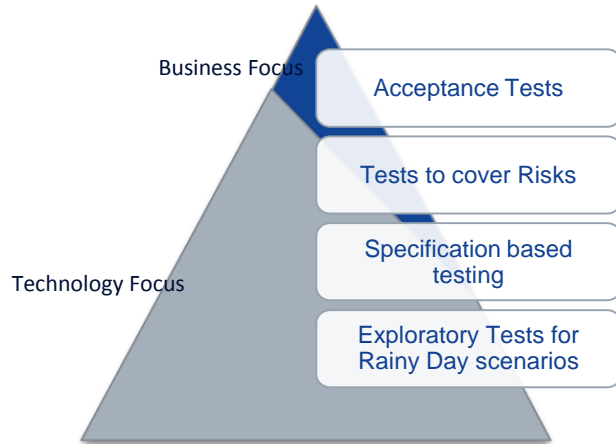 Business Focus
Acceptance Tests
Tests to cover Risks
Technology Focus
Specification based
testing
Exploratory Tests for
Rainy Day scenarios